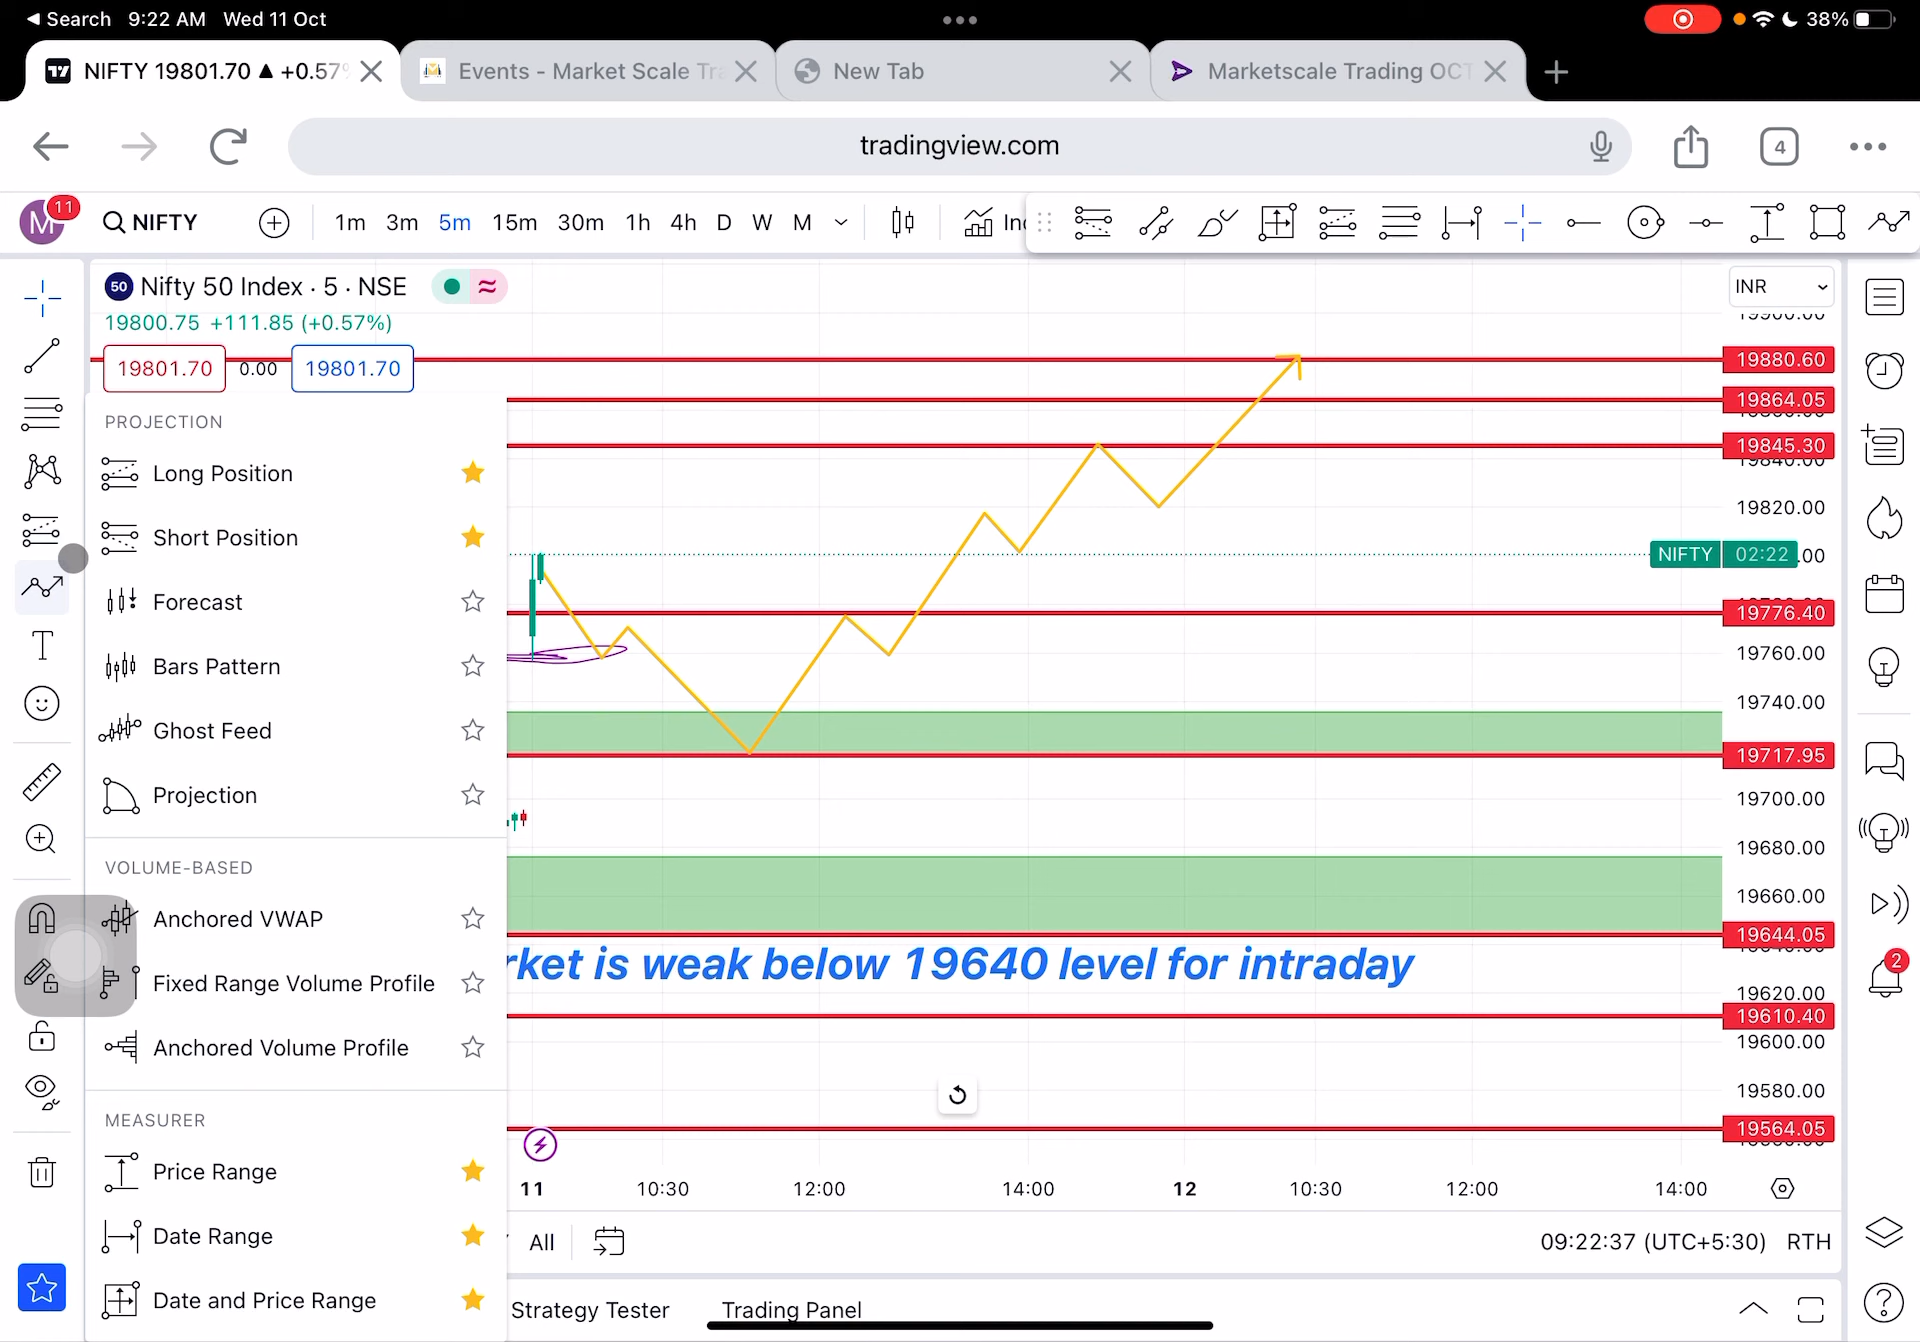 Search 9:22 AM Wed 11 Oct 38%
NIFTY 19801.70 ▲ +0.57%
Events - Market Scale Tra
New Tab
Marketscale Trading OCT
tradingview.com
4
M 11 NIFTY 1m 3m 5m 15m 30m 1h 4h D W M
50 Nifty 50 Index · 5 · NSE
INR
19800.75 +111.85 (+0.57%)
19801.70 0.00 19801.70
PROJECTION
Long Position
Short Position
Forecast
Bars Pattern
Ghost Feed
Projection
VOLUME-BASED
Anchored VWAP
Fixed Range Volume Profile
Anchored Volume Profile
MEASURER
Price Range
Date Range
Date and Price Range
19880.60
19864.05
19845.30
19820.00
NIFTY 02:22 .00
19776.40
19760.00
19740.00
19717.95
19700.00
19680.00
19660.00
19644.05
rket is weak below 19640 level for intraday
19620.00
19610.40
19600.00
19580.00
19564.05
2
11 10:30 12:00 14:00 12 10:30 12:00 14:00
All
09:22:37 (UTC+5:30) RTH
Strategy Tester Trading Panel